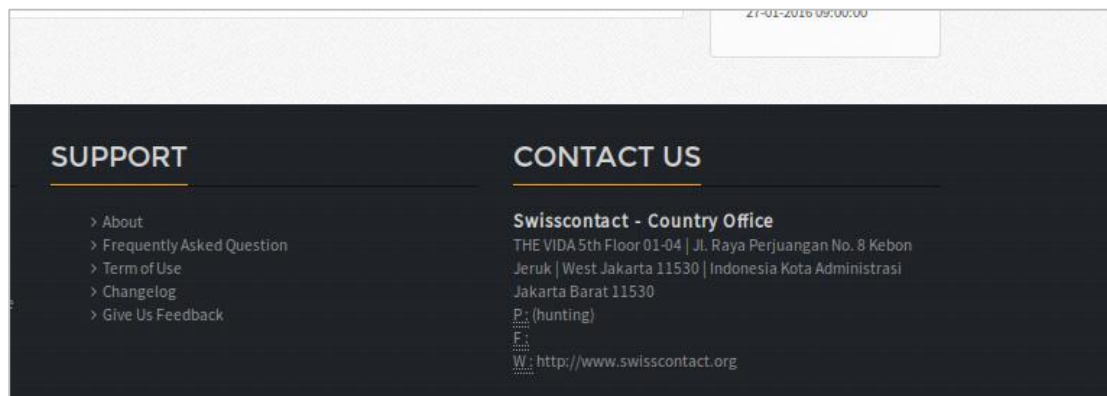 27-01-2016 09:00:00
SUPPORT
> About
> Frequently Asked Question
> Term of Use
> Changelog
> Give Us Feedback
CONTACT US
Swisscontact - Country Office
THE VIDA 5th Floor 01-04 | Jl. Raya Perjuangan No. 8 Kebon
Jeruk | West Jakarta 11530 | Indonesia Kota Administrasi
Jakarta Barat 11530
P : (hunting)
F :
W : http://www.swisscontact.org